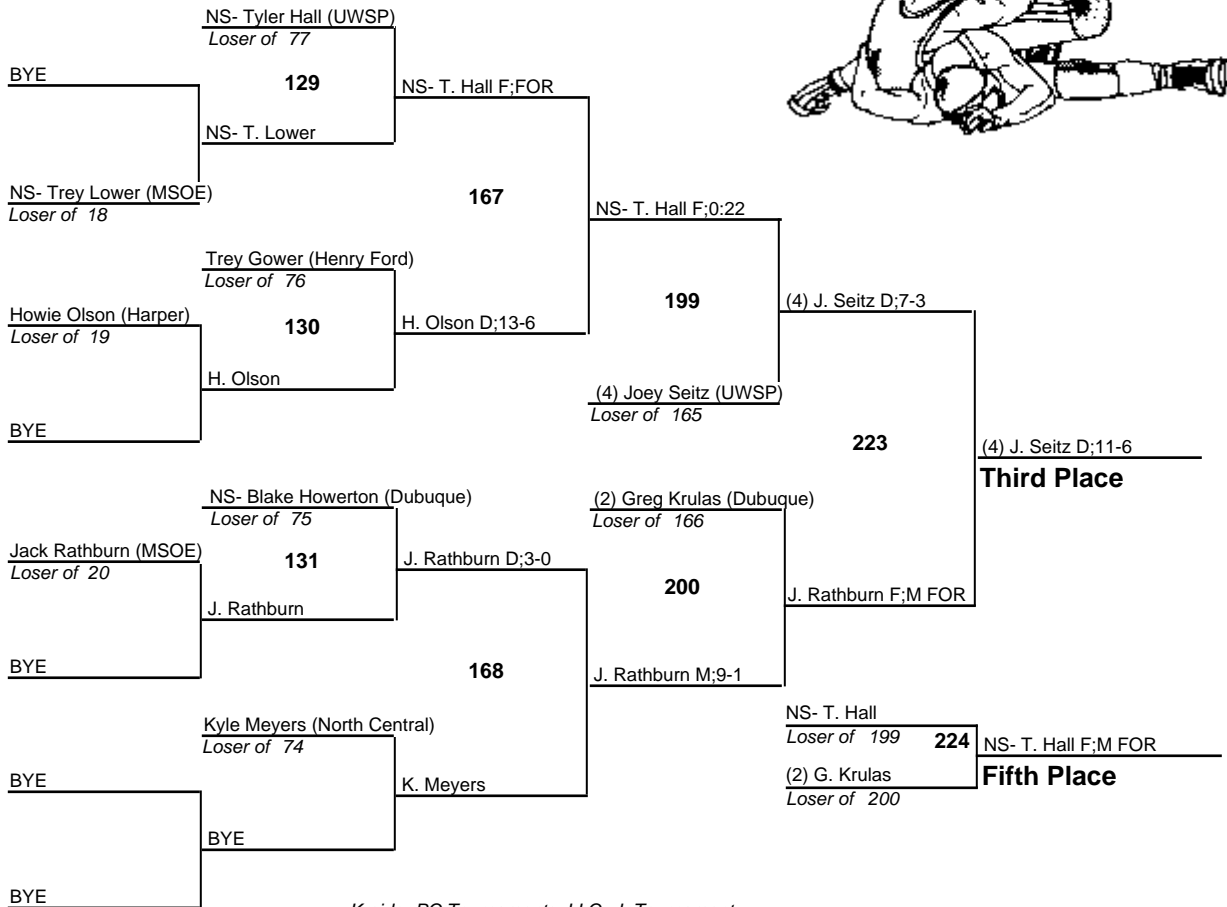 NS- Tyler Hall (UWSP)
Loser of 77
BYE
129
NS- T. Hall F;FOR
NS- T. Lower
NS- Trey Lower (MSOE)
Loser of 18
167
NS- T. Hall F;0:22
Trey Gower (Henry Ford)
Loser of 76
Howie Olson (Harper)
Loser of 19
130
H. Olson D;13-6
199
(4) J. Seitz D;7-3
H. Olson
(4) Joey Seitz (UWSP)
Loser of 165
BYE
223
(4) J. Seitz D;11-6
Third Place
NS- Blake Howerton (Dubuque)
Loser of 75
(2) Greg Krulas (Dubuque)
Loser of 166
Jack Rathburn (MSOE)
Loser of 20
131
J. Rathburn D;3-0
200
J. Rathburn F;M FOR
J. Rathburn
BYE
168
J. Rathburn M;9-1
Kyle Meyers (North Central)
Loser of 74
NS- T. Hall
Loser of 199
224
NS- T. Hall F;M FOR
Fifth Place
(2) G. Krulas
Loser of 200
BYE
K. Meyers
BYE
BYE